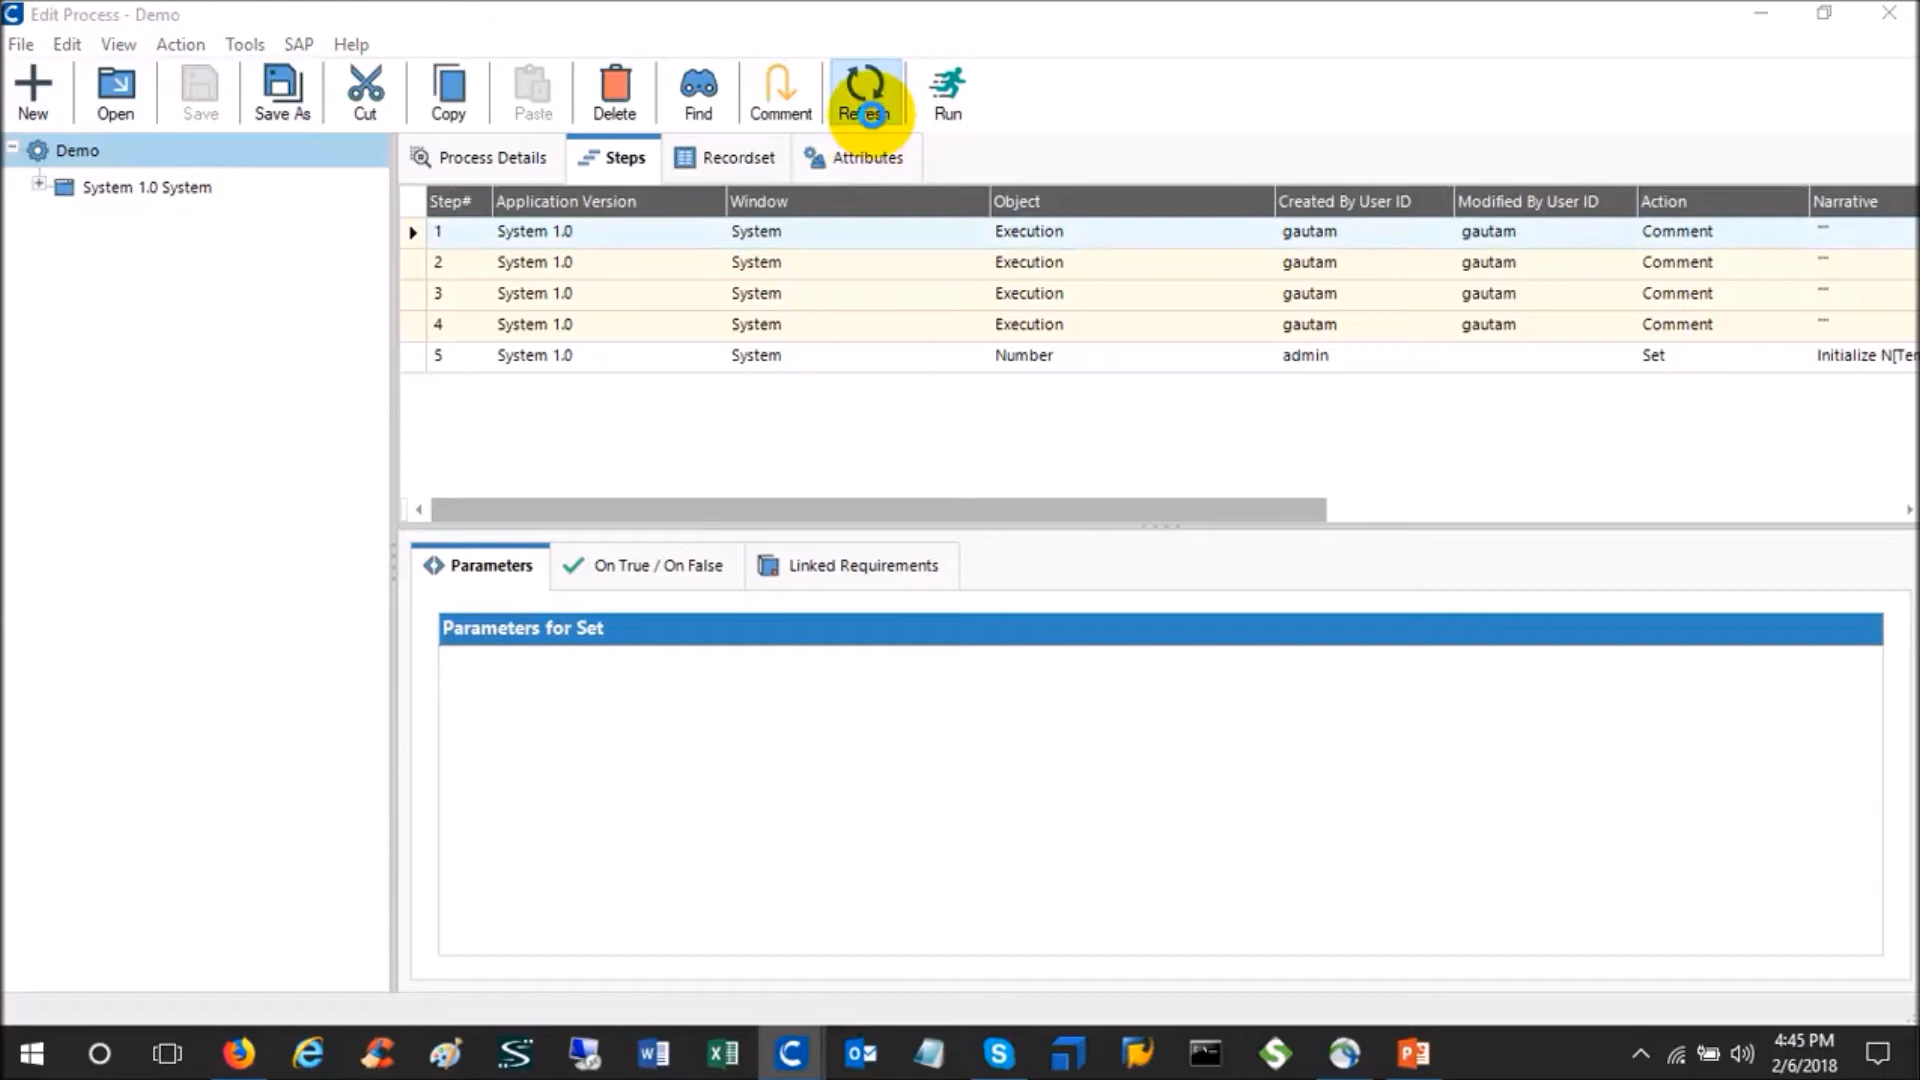 Edit Process - Demo
File Edit View Action Tools SAP Help
New Open Save Save As Cut Copy Paste Delete Find Comment Refresh Run
Demo
System 1.0 System
Process Details Steps Recordset Attributes
Step# Application Version Window Object Created By User ID Modified By User ID Action Narrative
1 System 1.0 System Execution gautam gautam Comment ""
2 System 1.0 System Execution gautam gautam Comment ""
3 System 1.0 System Execution gautam gautam Comment ""
4 System 1.0 System Execution gautam gautam Comment ""
5 System 1.0 System Number admin Set Initialize N[Ter
Parameters On True / On False Linked Requirements
Parameters for Set
4:45 PM
2/6/2018